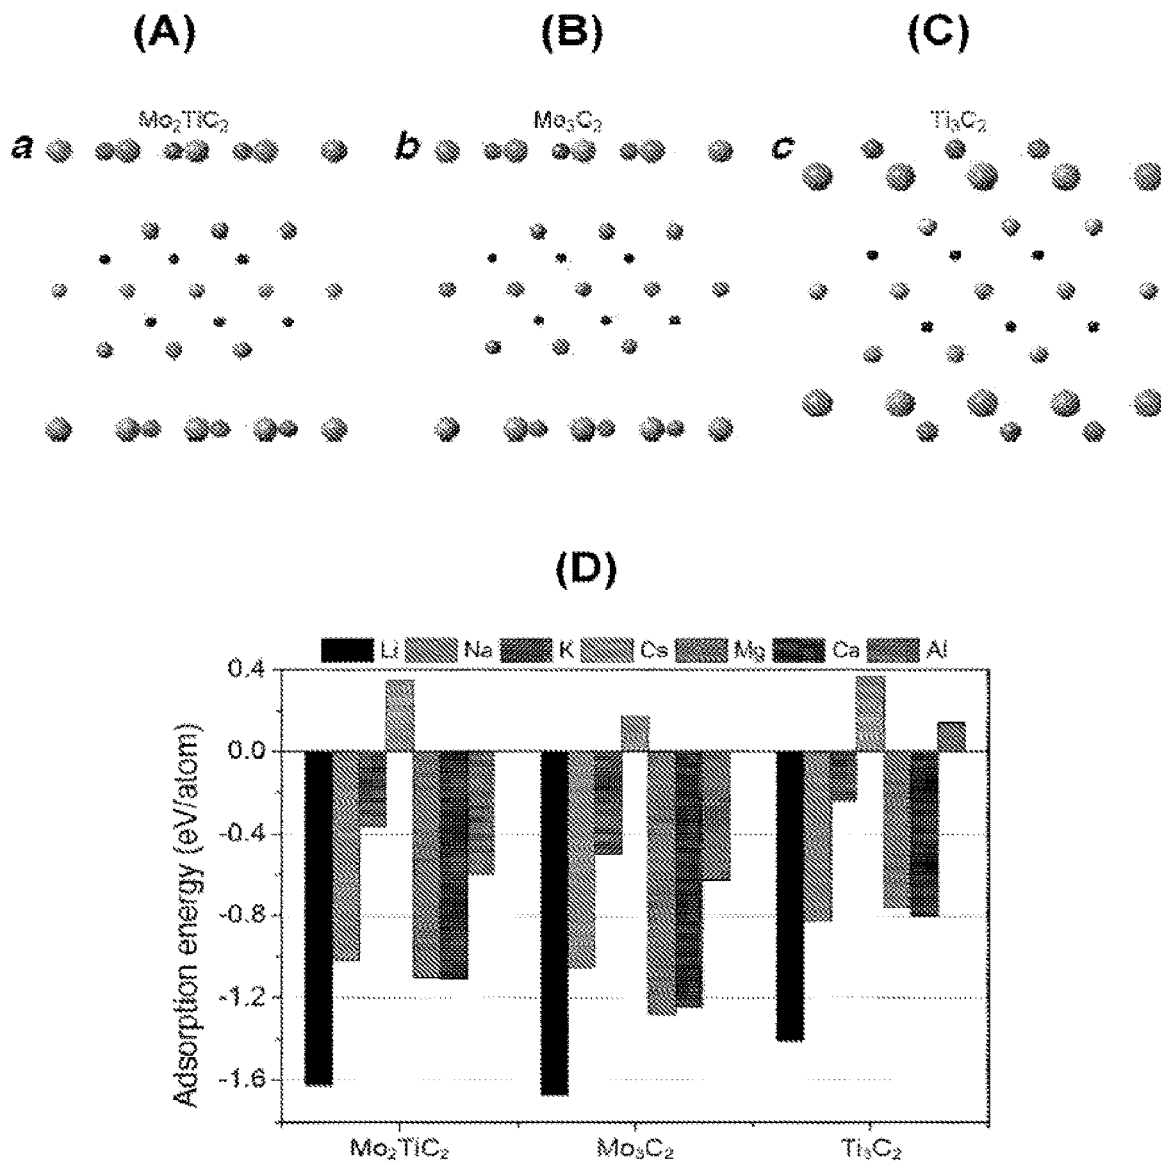 (A) (B) (C)
Mo₂TiC₂ Mo₃C₂ Ti₃C₂
a b c
(D)
Li Na K Cs Mg Ca Al
0.4
0.0
-0.4
-0.8
-1.2
-1.6
Adsorption energy (eV/atom)
Mo₂TiC₂ Mo₃C₂ Ti₃C₂